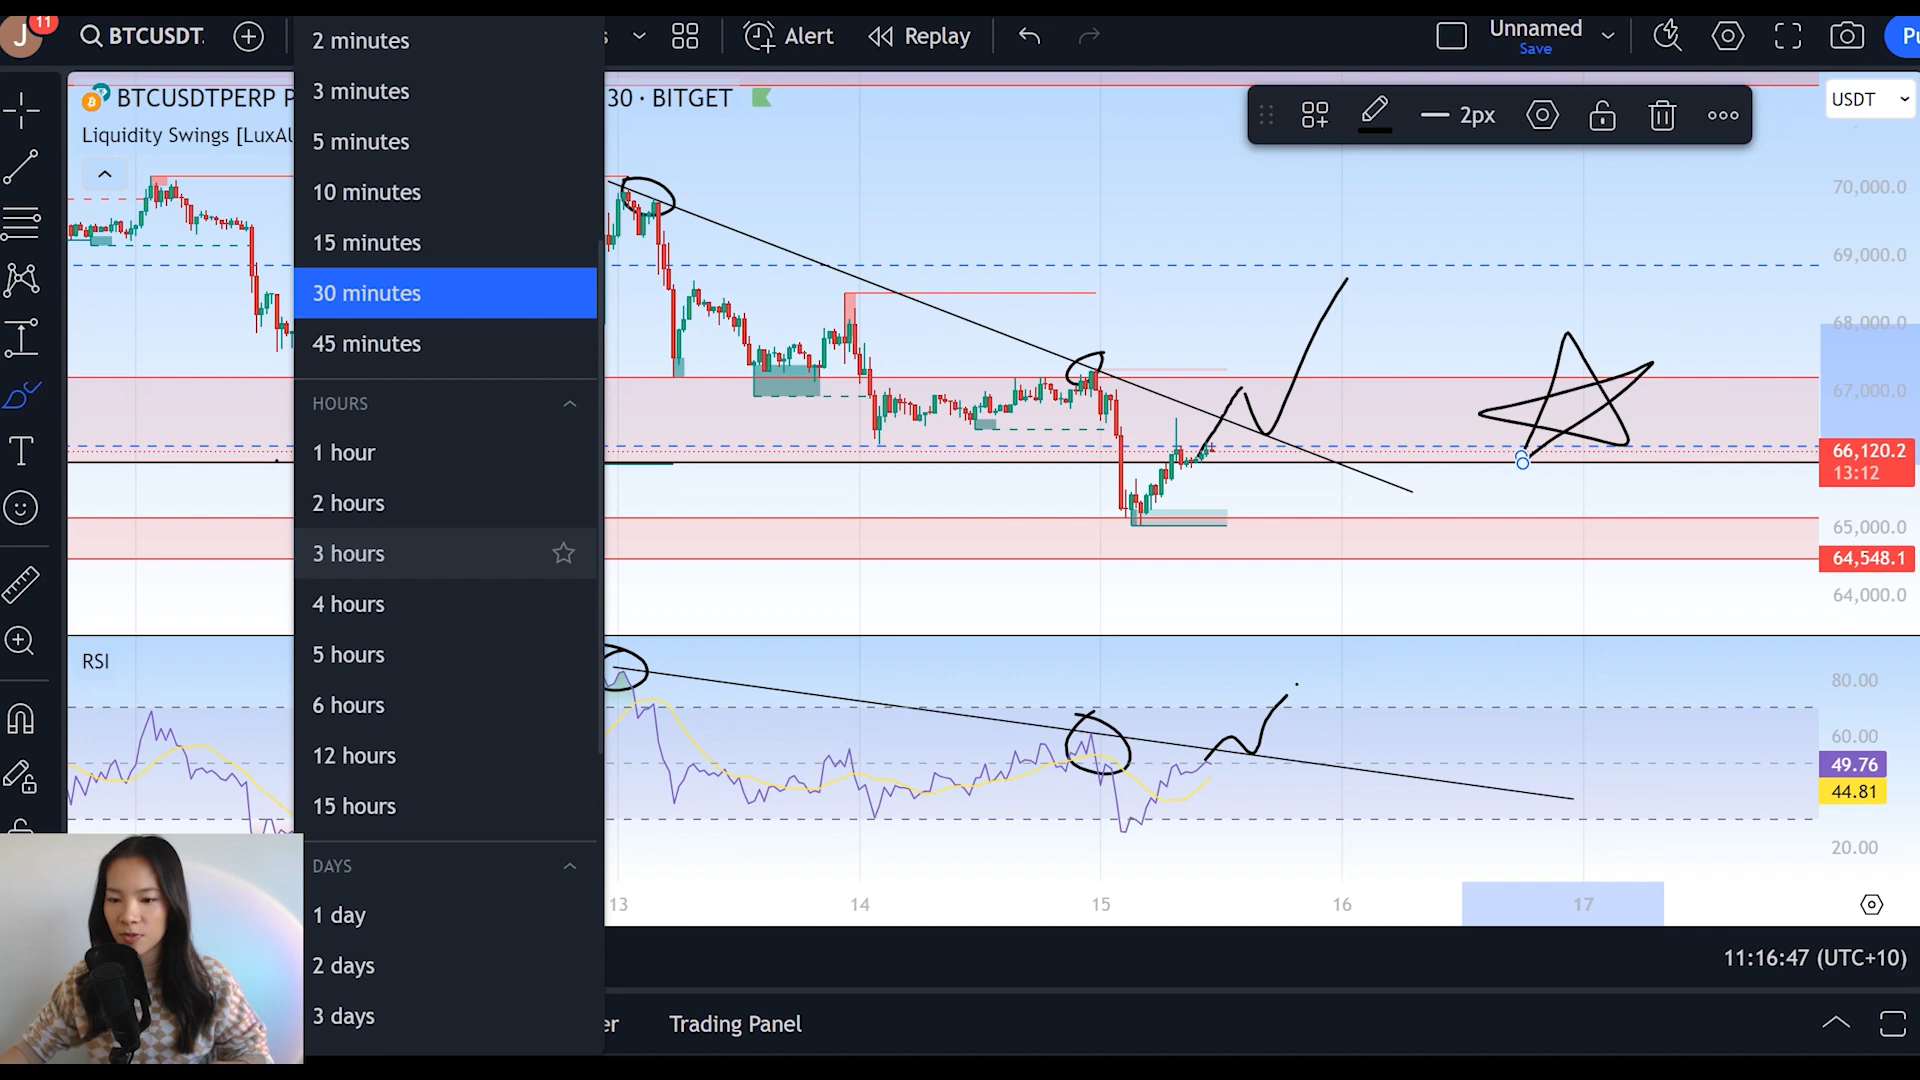 J
11
BTCUSDT.
Alert
Replay
Unnamed
Save
Pu
2 minutes
3 minutes
5 minutes
10 minutes
15 minutes
30 minutes
45 minutes
HOURS
1 hour
2 hours
3 hours
4 hours
5 hours
6 hours
12 hours
15 hours
DAYS
1 day
2 days
3 days
BTCUSDTPERP P
30 · BITGET
Liquidity Swings [LuxAl
2px
USDT
70,000.0
69,000.0
68,000.0
67,000.0
66,120.2
13:12
65,000.0
64,548.1
64,000.0
RSI
80.00
60.00
49.76
44.81
20.00
13
14
15
16
17
11:16:47 (UTC+10)
er
Trading Panel